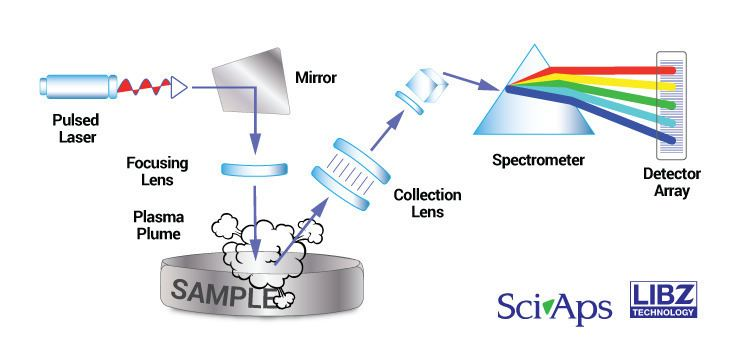 Pulsed
Laser
Mirror
Focusing
Lens
Plasma
Plume
SAMPLE
Collection
Lens
Spectrometer
Detector
Array
SciAps
LIBZ
TECHNOLOGY